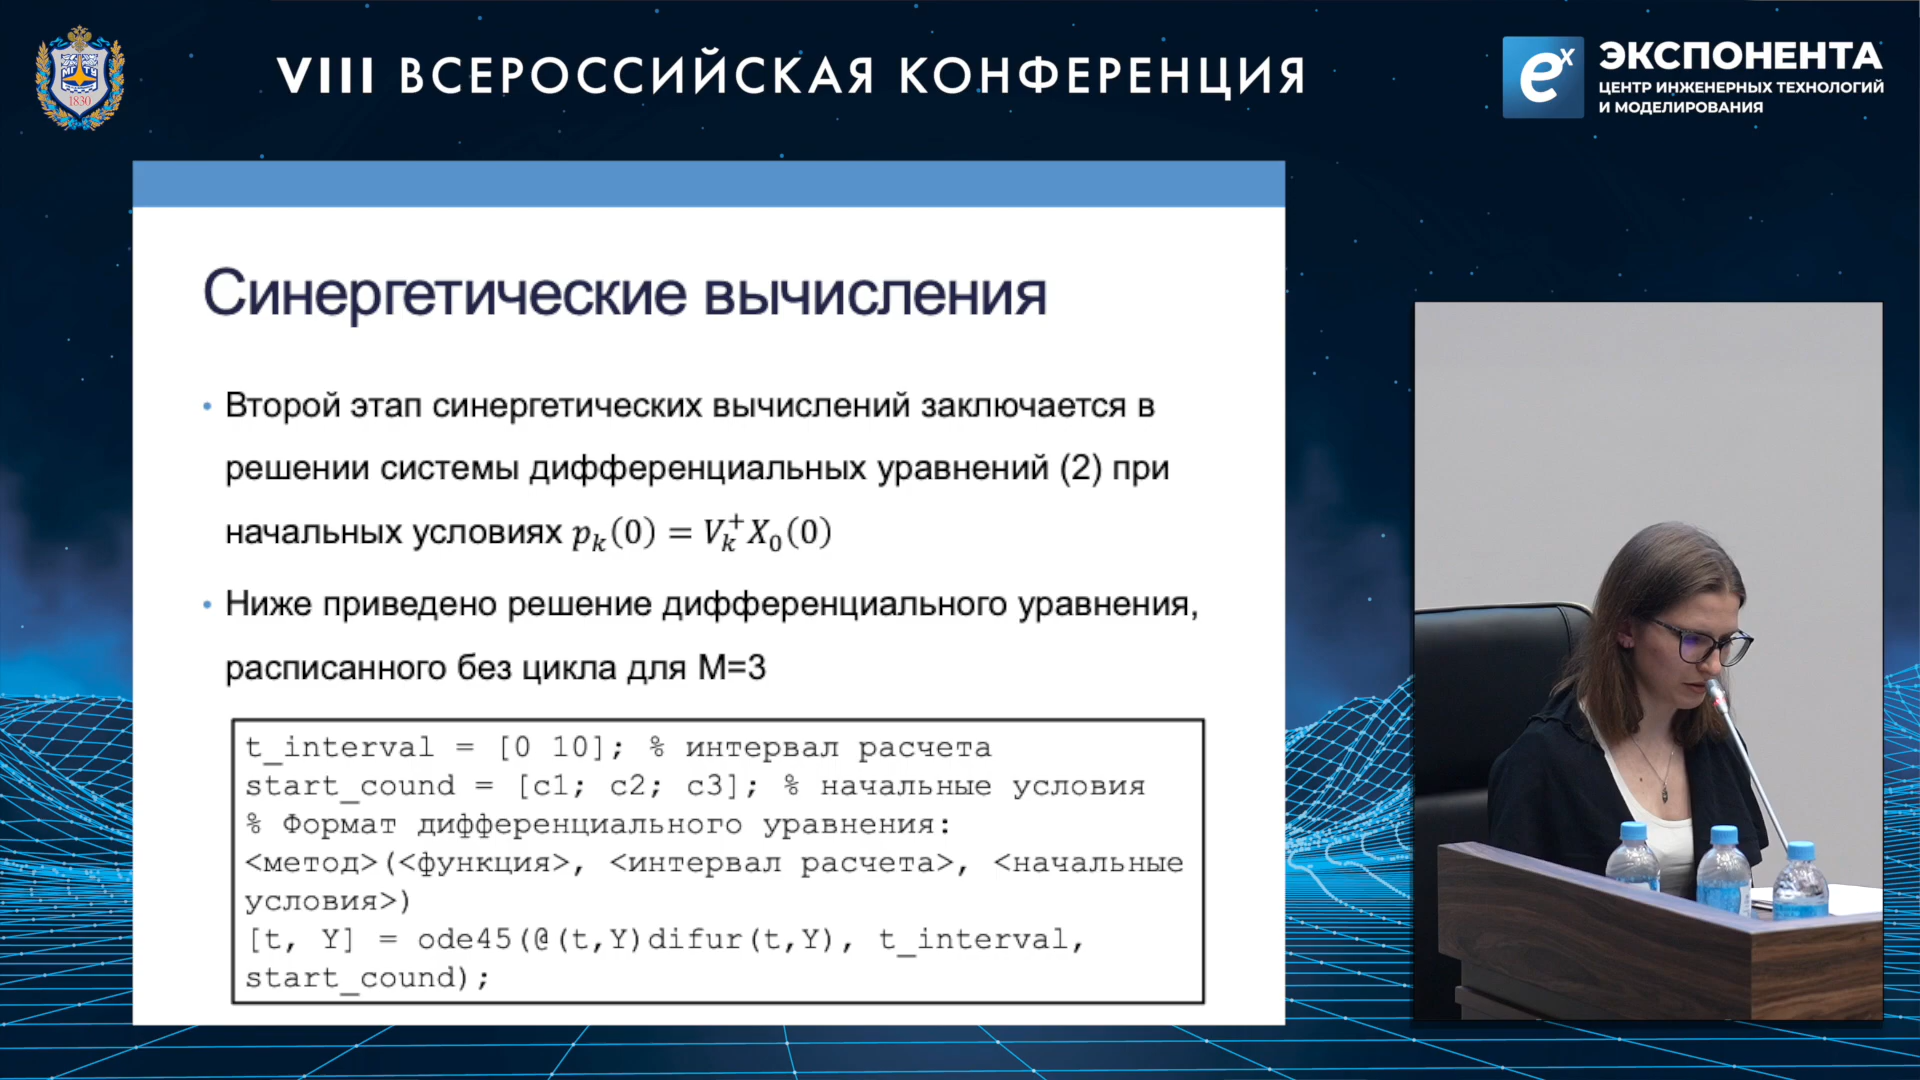 МГТУ
1830
VIII ВСЕРОССИЙСКАЯ КОНФЕРЕНЦИЯ
e^x
ЭКСПОНЕНТА
ЦЕНТР ИНЖЕНЕРНЫХ ТЕХНОЛОГИЙ
И МОДЕЛИРОВАНИЯ
Синергетические вычисления
• Второй этап синергетических вычислений заключается в
решении системы дифференциальных уравнений (2) при
начальных условиях p_k(0) = V_k^+ X_0(0)
• Ниже приведено решение дифференциального уравнения,
расписанного без цикла для M=3
t_interval = [0 10]; % интервал расчета
start_cound = [c1; c2; c3]; % начальные условия
% Формат дифференциального уравнения:
<метод>(<функция>, <интервал расчета>, <начальные
условия>)
[t, Y] = ode45(@(t,Y)difur(t,Y), t_interval,
start_cound);